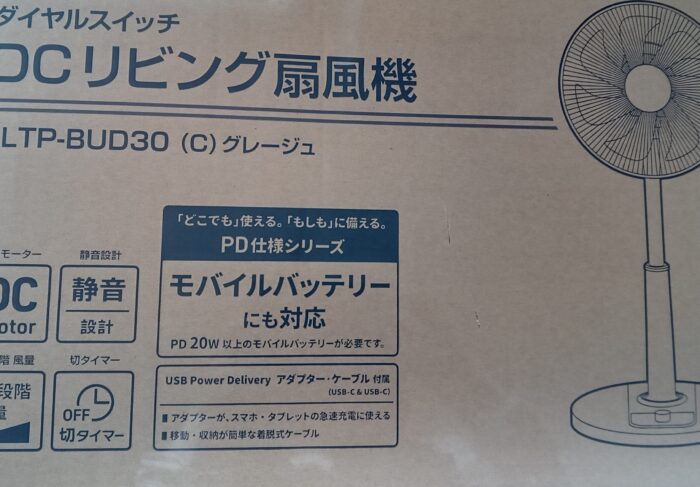 ダイヤルスイッチ
DCリビング扇風機
LTP-BUD30 (C) グレージュ
「どこでも」使える。「もしも」に備える。
PD仕様シリーズ
モバイルバッテリー
にも対応
PD 20W 以上のモバイルバッテリーが必要です。
モーター
DC
otor
静音設計
静音
設計
階 風量
段階
量
切タイマー
OFF
切タイマー
USB Power Delivery アダプター・ケーブル 付属
(USB-C & USB-C)
■ アダプターが、スマホ・タブレットの急速充電に使える
■ 移動・収納が簡単な着脱式ケーブル